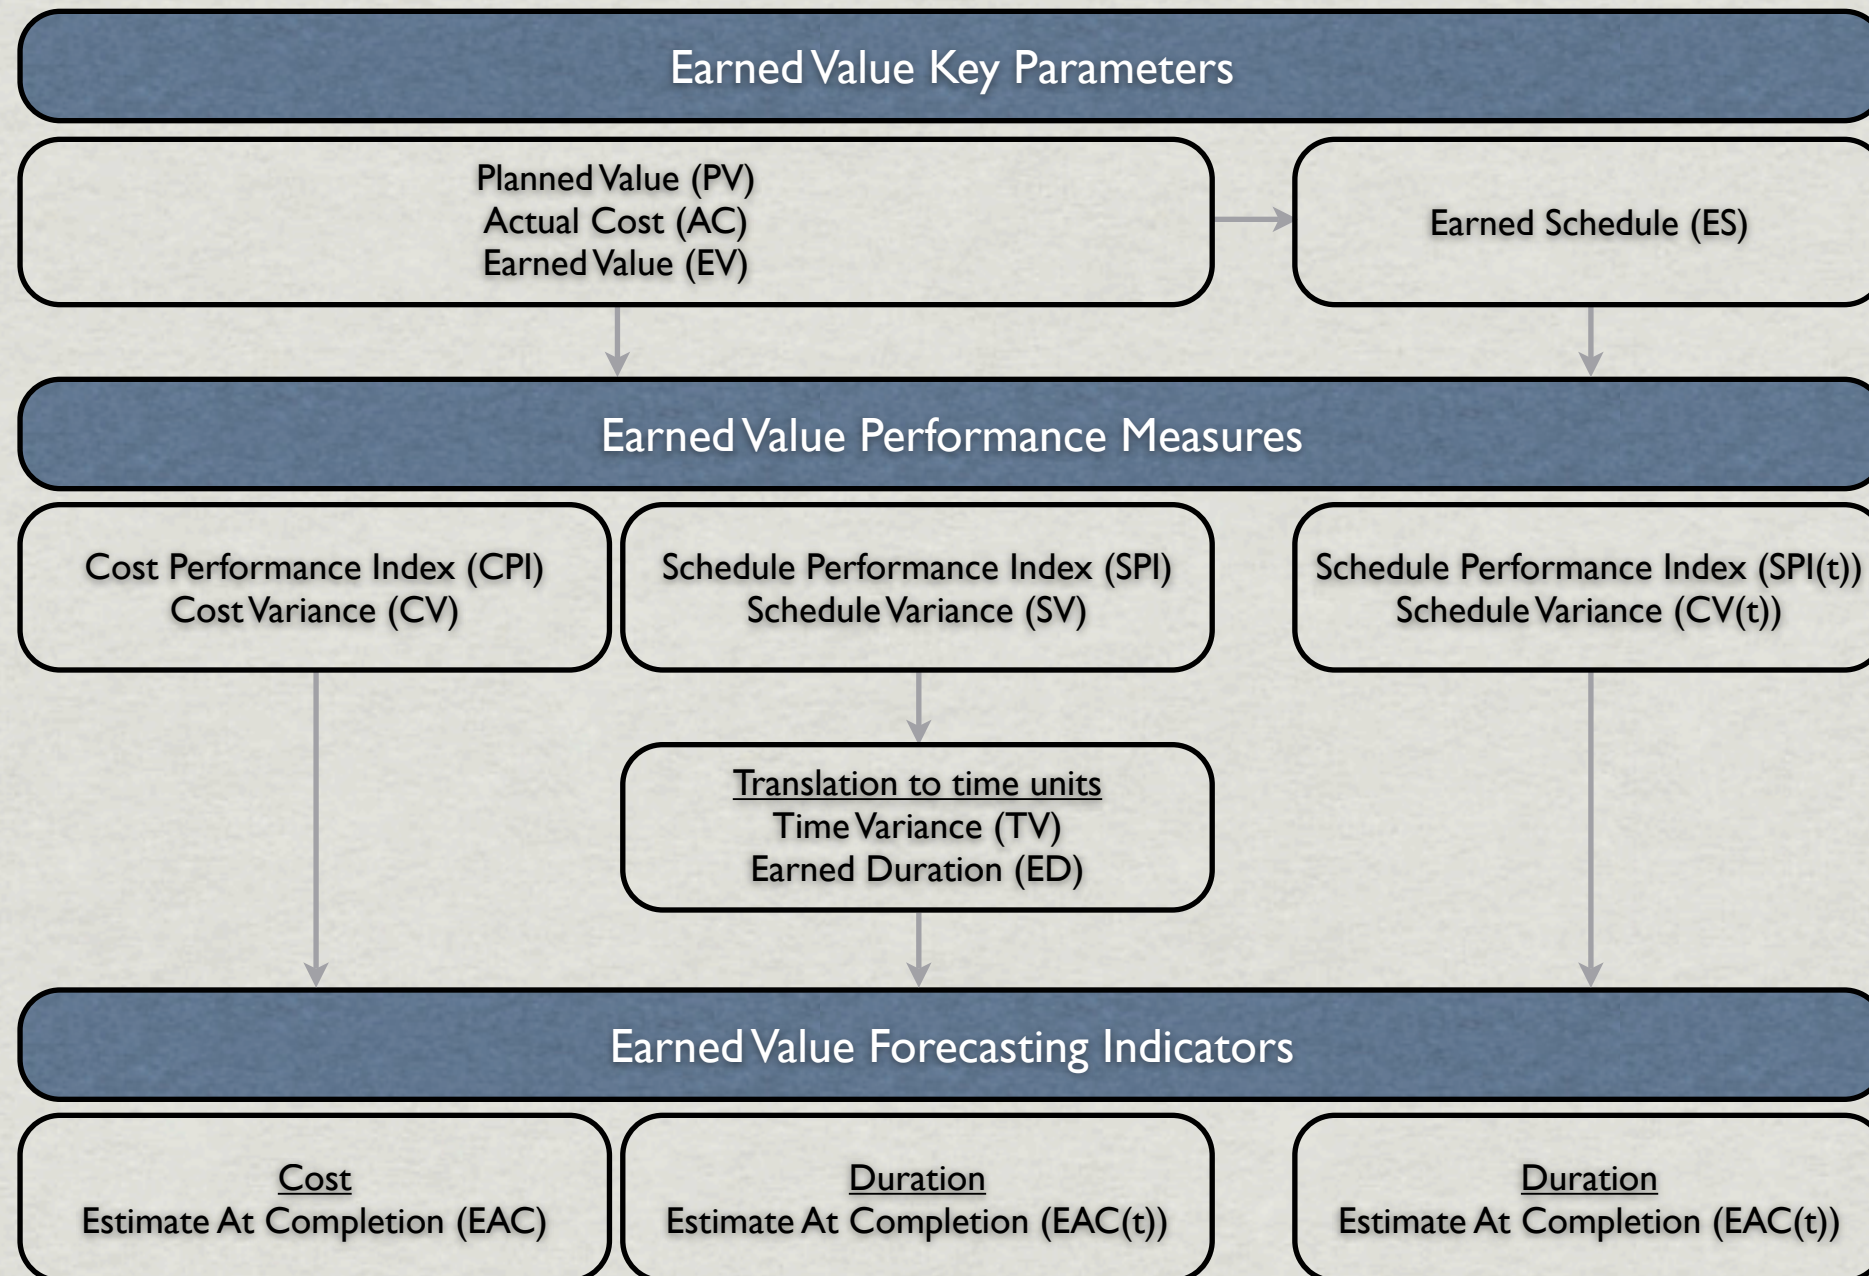 Earned Value Key Parameters
Planned Value (PV)
Actual Cost (AC)
Earned Value (EV)
Earned Schedule (ES)
Earned Value Performance Measures
Cost Performance Index (CPI)
Cost Variance (CV)
Schedule Performance Index (SPI)
Schedule Variance (SV)
Schedule Performance Index (SPI(t))
Schedule Variance (CV(t))
Translation to time units
Time Variance (TV)
Earned Duration (ED)
Earned Value Forecasting Indicators
Cost
Estimate At Completion (EAC)
Duration
Estimate At Completion (EAC(t))
Duration
Estimate At Completion (EAC(t))